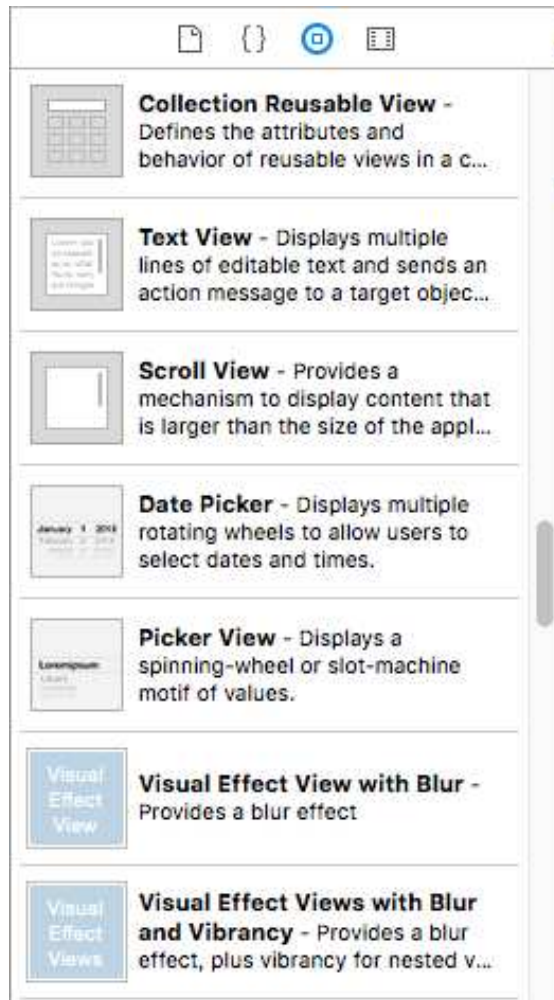 { }
Collection Reusable View -
Defines the attributes and
behavior of reusable views in a c...
Text View - Displays multiple
lines of editable text and sends an
action message to a target objec...
Scroll View - Provides a
mechanism to display content that
is larger than the size of the appl...
January 1 2016
Date Picker - Displays multiple
rotating wheels to allow users to
select dates and times.
Loremipsum
Picker View - Displays a
spinning-wheel or slot-machine
motif of values.
Visual
Effect
View
Visual Effect View with Blur -
Provides a blur effect
Visual
Effect
Views
Visual Effect Views with Blur
and Vibrancy - Provides a blur
effect, plus vibrancy for nested v...